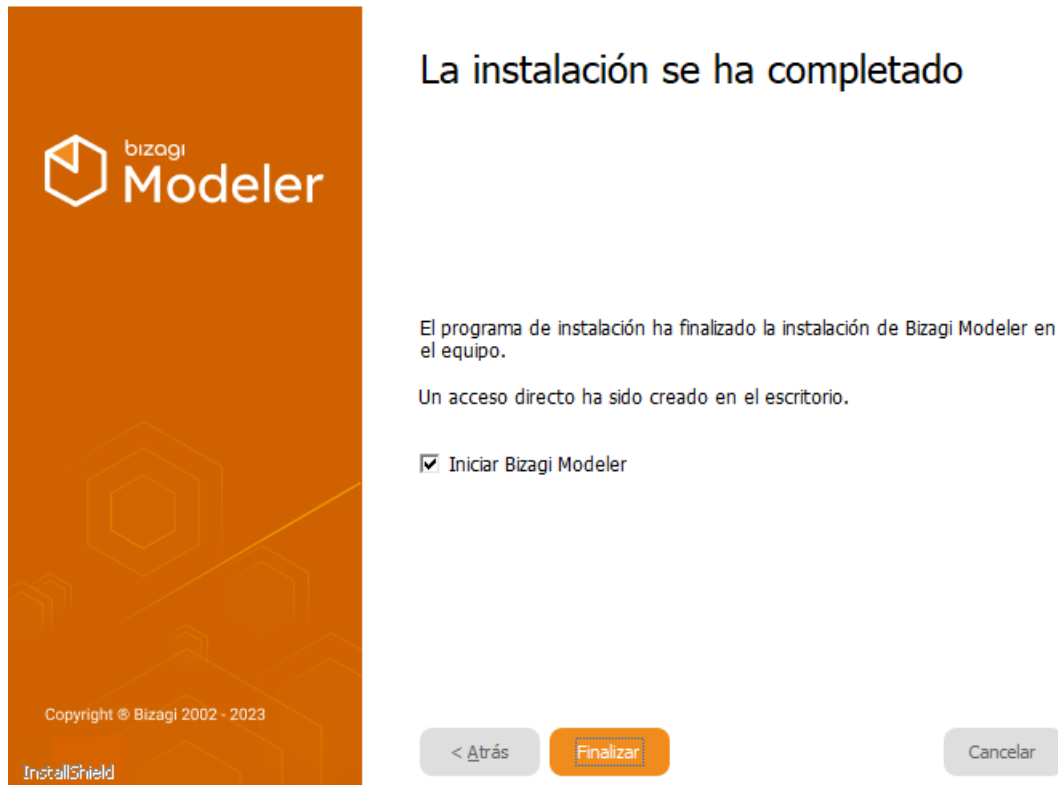 bizagi
Modeler
La instalación se ha completado
El programa de instalación ha finalizado la instalación de Bizagi Modeler en
el equipo.
Un acceso directo ha sido creado en el escritorio.
Iniciar Bizagi Modeler
Copyright ® Bizagi 2002 - 2023
InstallShield
< Atrás
Finalizar
Cancelar